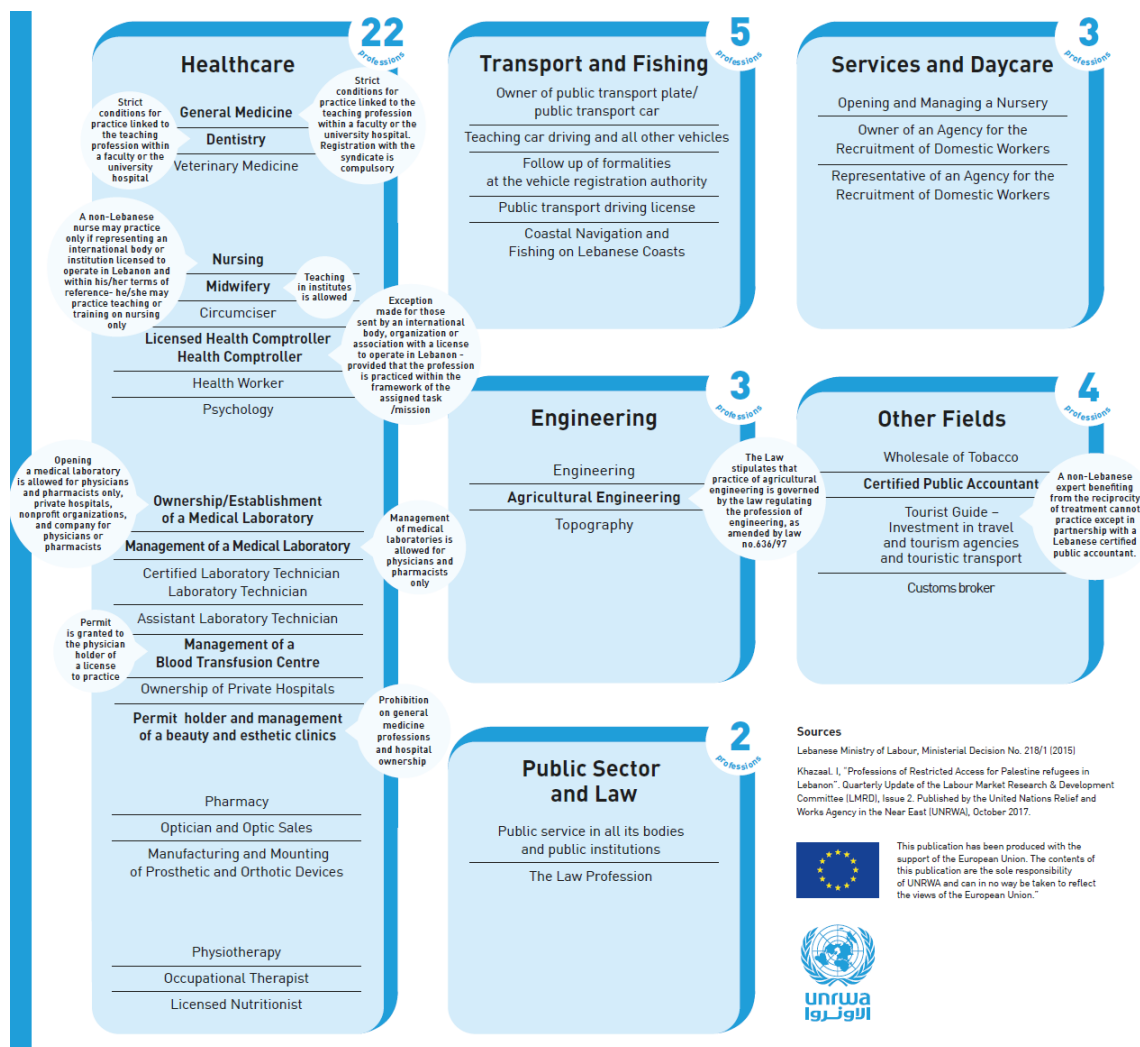 22
professions
Healthcare
Strict
conditions for
practice linked to
the teaching
profession within
a faculty or the
university
hospital
General Medicine
Strict
conditions for
practice linked to the
teaching profession
within a faculty or the
university hospital.
Registration with the
syndicate is
compulsory
Dentistry
Veterinary Medicine
A non-Lebanese
nurse may practice
only if representing an
international body or
institution licensed to
operate in Lebanon and
within his/her terms of
reference- he/she may
practice teaching or
training on nursing
only
Nursing
Midwifery
Teaching
in institutes
is allowed
Circumciser
Licensed Health Comptroller
Health Comptroller
Exception
made for those
sent by an international
body, organization or
association with a license
to operate in Lebanon -
provided that the profession
is practiced within the
framework of the
assigned task
/mission
Health Worker
Psychology
Opening
a medical laboratory
is allowed for physicians
and pharmacists only,
private hospitals,
nonprofit organizations,
and company for
physicians or
pharmacists
Ownership/Establishment
of a Medical Laboratory
Management of a Medical Laboratory
Management
of medical
laboratories is
allowed for
physicians and
pharmacists
only
Certified Laboratory Technician
Laboratory Technician
Assistant Laboratory Technician
Permit
is granted to
the physician
holder of
a license
to practice
Management of a
Blood Transfusion Centre
Ownership of Private Hospitals
Permit holder and management
of a beauty and esthetic clinics
Prohibition
on general
medicine
professions
and hospital
ownership
Pharmacy
Optician and Optic Sales
Manufacturing and Mounting
of Prosthetic and Orthotic Devices
Physiotherapy
Occupational Therapist
Licensed Nutritionist
5
professions
Transport and Fishing
Owner of public transport plate/
public transport car
Teaching car driving and all other vehicles
Follow up of formalities
at the vehicle registration authority
Public transport driving license
Coastal Navigation and
Fishing on Lebanese Coasts
3
professions
Services and Daycare
Opening and Managing a Nursery
Owner of an Agency for the
Recruitment of Domestic Workers
Representative of an Agency for the
Recruitment of Domestic Workers
3
professions
Engineering
Engineering
Agricultural Engineering
The Law
stipulates that
practice of agricultural
engineering is governed
by the law regulating
the profession of
engineering, as
amended by law
no.636/97
Topography
4
professions
Other Fields
Wholesale of Tobacco
Certified Public Accountant
A non-Lebanese
expert benefiting
from the reciprocity
of treatment cannot
practice except in
partnership with a
Lebanese certified
public accountant.
Tourist Guide –
Investment in travel
and tourism agencies
and touristic transport
Customs broker
2
professions
Public Sector
and Law
Public service in all its bodies
and public institutions
The Law Profession
Sources
Lebanese Ministry of Labour, Ministerial Decision No. 218/1 (2015)
Khazaal. I, “Professions of Restricted Access for Palestine refugees in
Lebanon”. Quarterly Update of the Labour Market Research & Development
Committee (LMRD), Issue 2. Published by the United Nations Relief and
Works Agency in the Near East (UNRWA), October 2017.
This publication has been produced with the
support of the European Union. The contents of
this publication are the sole responsibility
of UNRWA and can in no way be taken to reflect
the views of the European Union.”
unrwa
الأونروا